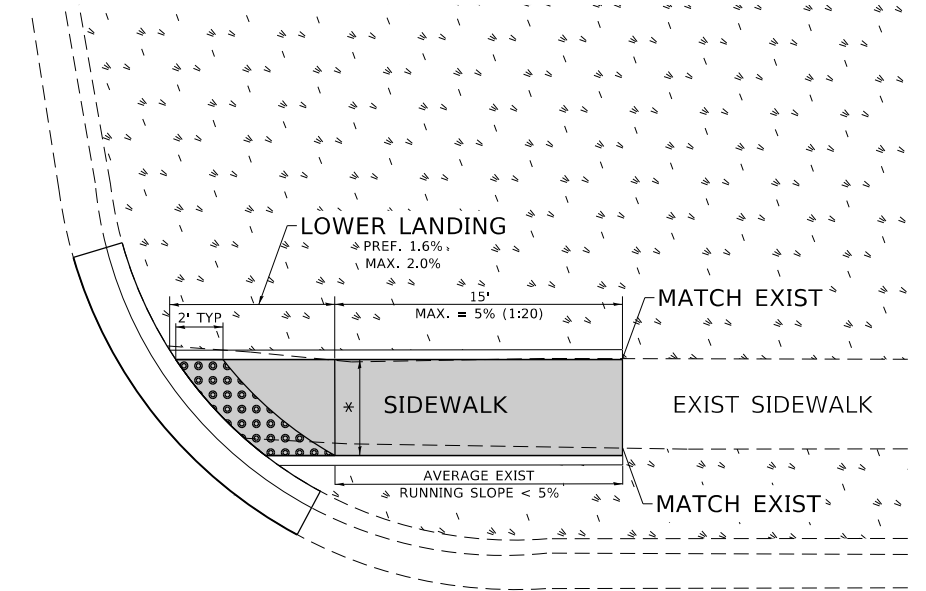 LOWER LANDING
PREF. 1.6%
MAX. 2.0%
15'
MAX. = 5% (1:20)
MATCH EXIST
2' TYP
* SIDEWALK
EXIST SIDEWALK
AVERAGE EXIST
RUNNING SLOPE < 5%
MATCH EXIST